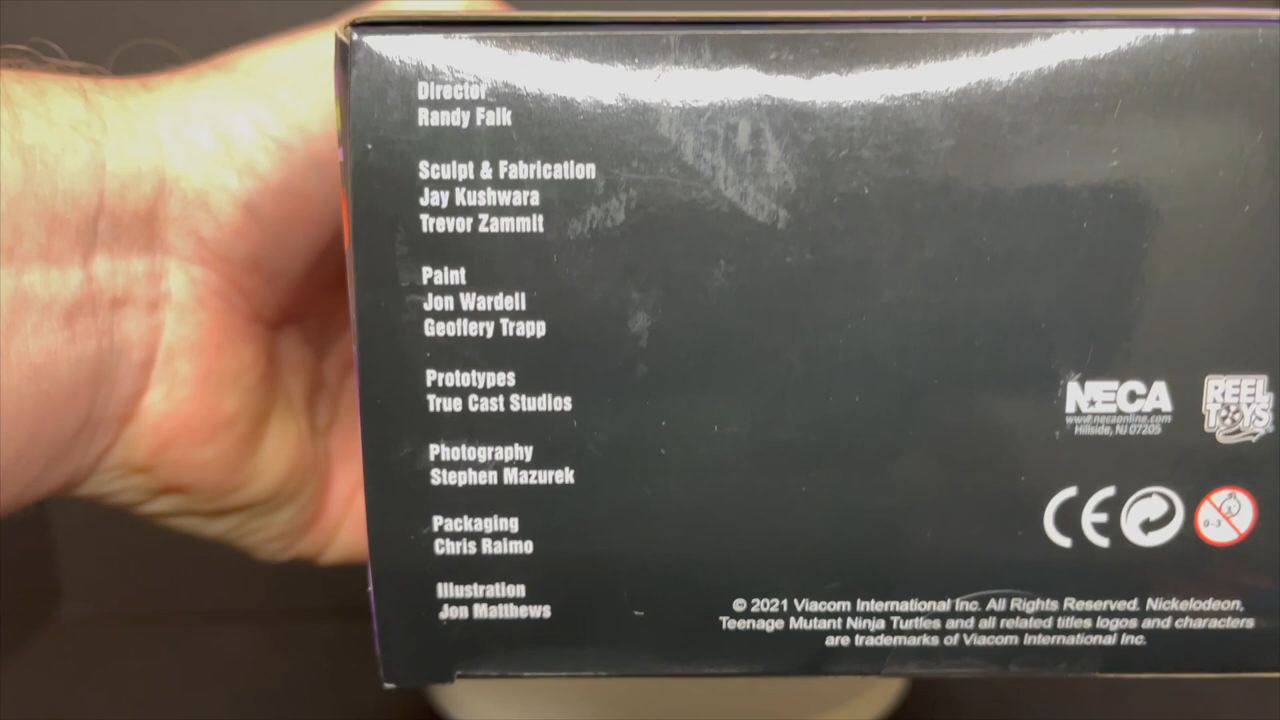 Director
Randy Falk
Sculpt & Fabrication
Jay Kushwara
Trevor Zammit
Paint
Jon Wardell
Geoffery Trapp
Prototypes
True Cast Studios
Photography
Stephen Mazurek
Packaging
Chris Raimo
Illustration
Jon Matthews
NECA
www.necaonline.com
Hillside, NJ 07205
REEL
TOYS
CE
0-3
© 2021 Viacom International Inc. All Rights Reserved. Nickelodeon,
Teenage Mutant Ninja Turtles and all related titles logos and characters
are trademarks of Viacom International Inc.